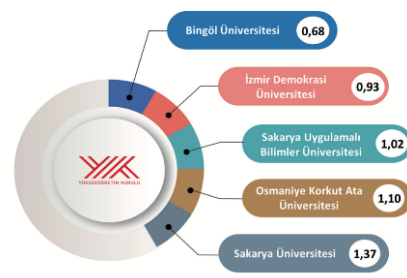 Bingöl Üniversitesi 0,68
İzmir Demokrasi
Üniversitesi 0,93
Sakarya Uygulamalı
Bilimler Üniversitesi 1,02
Osmaniye Korkut Ata
Üniversitesi 1,10
Sakarya Üniversitesi 1,37
YÜKSEKÖĞRETİM KURULU